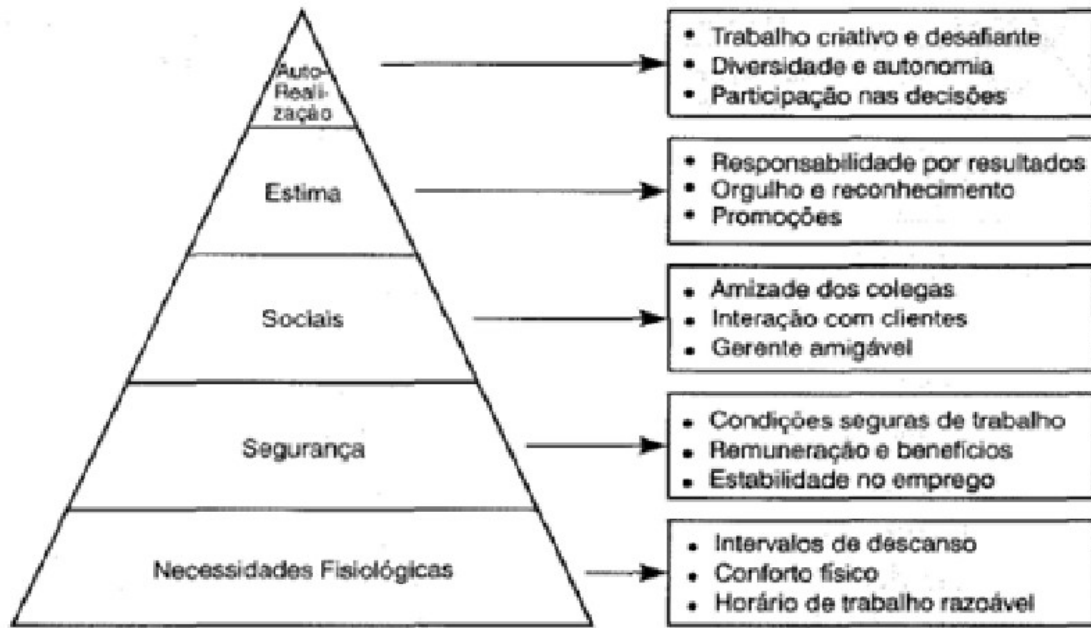 Auto-
Reali-
zação
• Trabalho criativo e desafiante
• Diversidade e autonomia
• Participação nas decisões
Estima
• Responsabilidade por resultados
• Orgulho e reconhecimento
• Promoções
Sociais
• Amizade dos colegas
• Interação com clientes
• Gerente amigável
Segurança
• Condições seguras de trabalho
• Remuneração e benefícios
• Estabilidade no emprego
Necessidades Fisiológicas
• Intervalos de descanso
• Conforto físico
• Horário de trabalho razoável